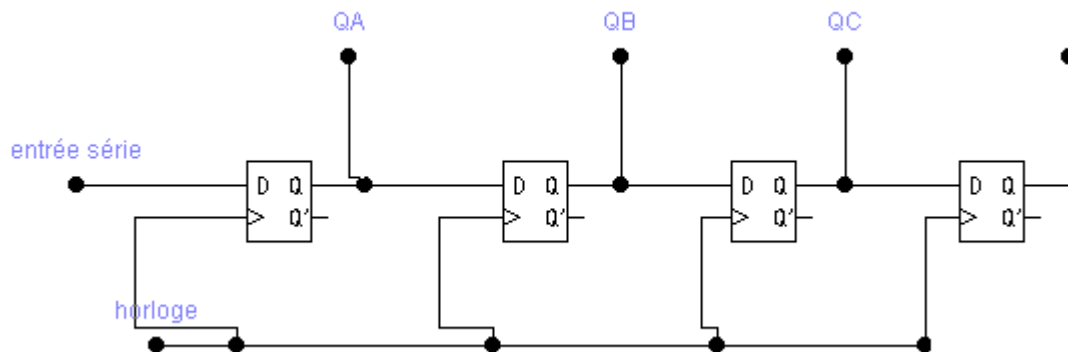 QA QB QC
entrée série
D Q D Q D Q D Q
Q' Q' Q' Q'
horloge